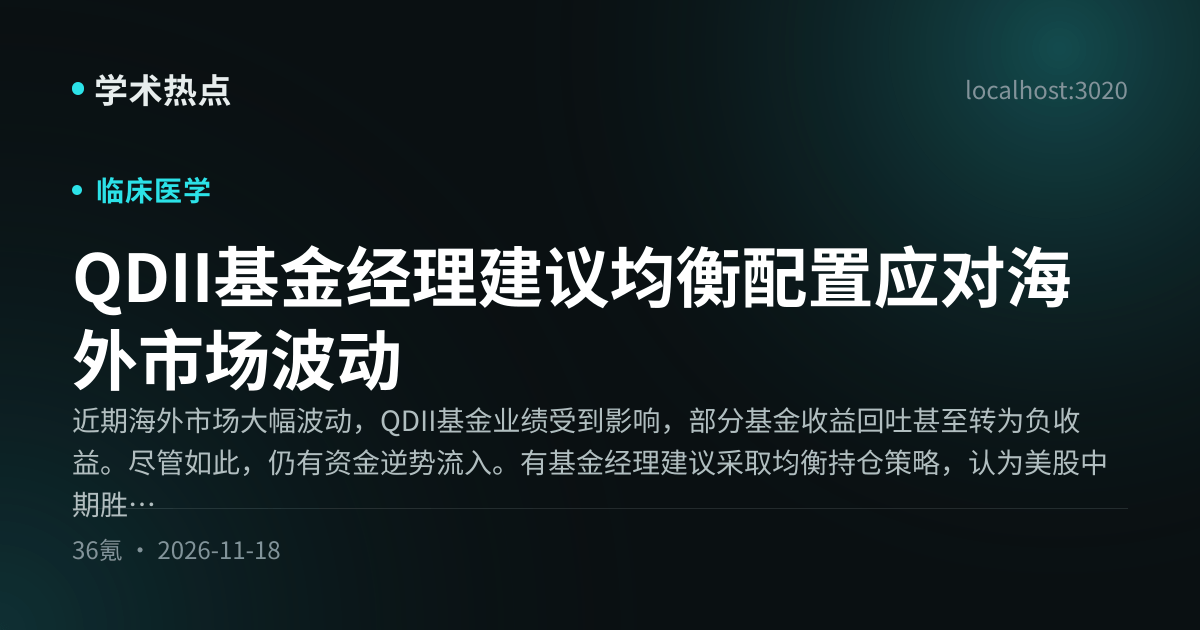 学术热点
localhost:3020
临床医学
QDII基金经理建议均衡配置应对海
外市场波动
近期海外市场大幅波动，QDII基金业绩受到影响，部分基金收益回吐甚至转为负收
益。尽管如此，仍有资金逆势流入。有基金经理建议采取均衡持仓策略，认为美股中
期胜…
36氪 · 2026-11-18